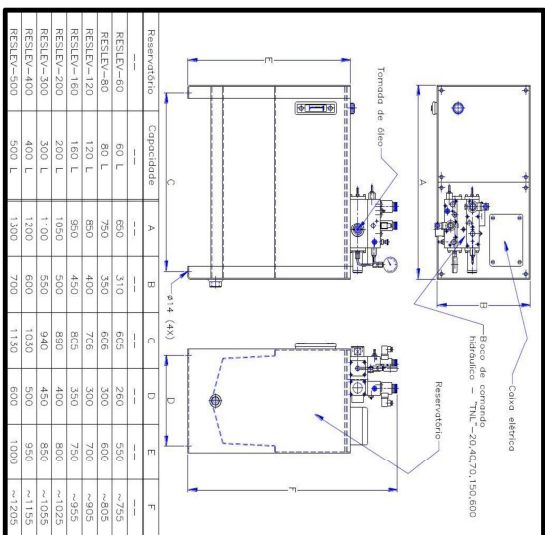 A
B
Caixa elétrica
Bloco de comando
hidráulico - "TNL"-20,40,70,150,600
Tomada de óleo
E
C
ø14 (4X)
Reservatório
D
F
Reservatório Capacidade A B C D E F
-- -- -- -- -- -- -- --
RESLEV-60 60 L 650 310 605 260 550 ~755
RESLEV-80 80 L 750 350 606 300 600 ~805
RESLEV-120 120 L 850 400 706 300 700 ~905
RESLEV-160 160 L 950 450 805 350 750 ~955
RESLEV-200 200 L 1050 500 890 400 800 ~1025
RESLEV-300 300 L 1100 550 940 450 850 ~1055
RESLEV-400 400 L 1200 600 1030 500 950 ~1155
RESLEV-500 500 L 1300 700 1130 600 1000 ~1205